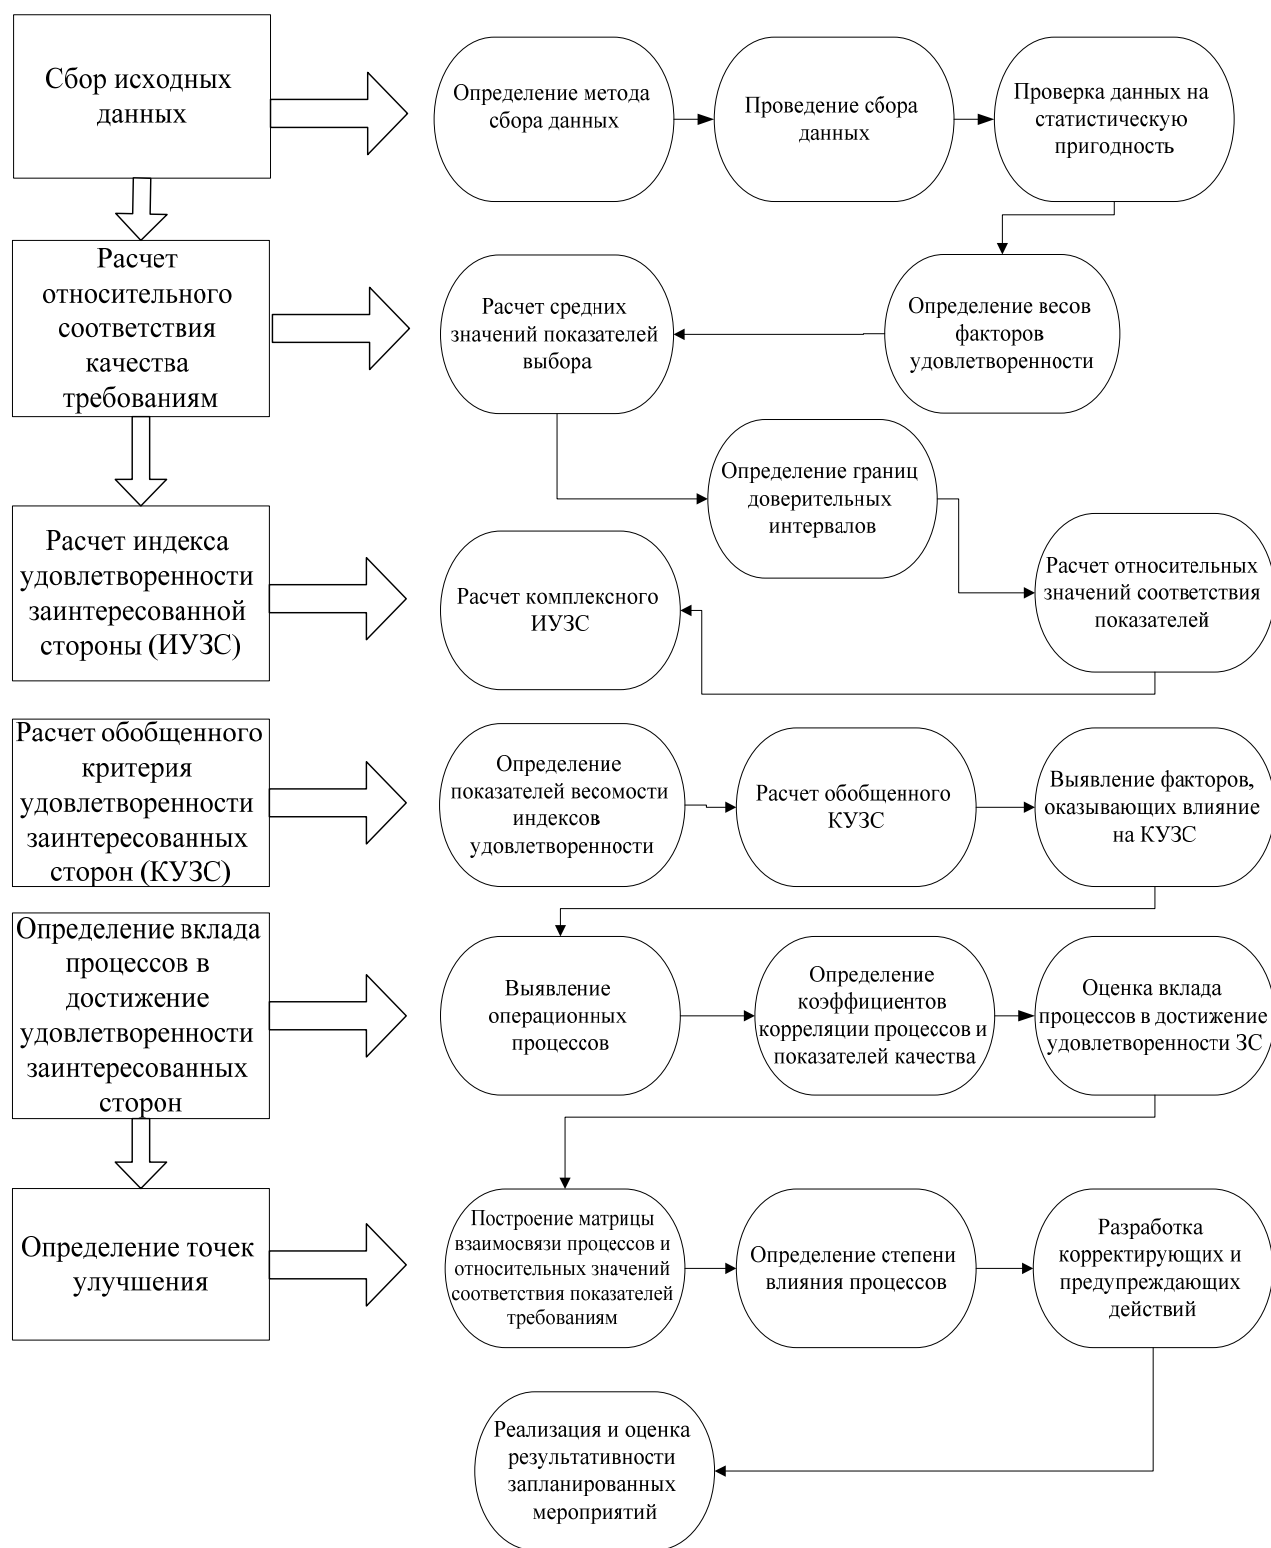 Сбор исходных
данных
Определение метода
сбора данных
Проведение сбора
данных
Проверка данных на
статистическую
пригодность
Расчет
относительного
соответствия
качества
требованиям
Расчет средних
значений показателей
выбора
Определение весов
факторов
удовлетворенности
Определение границ
доверительных
интервалов
Расчет индекса
удовлетворенности
заинтересованной
стороны (ИУЗС)
Расчет комплексного
ИУЗС
Расчет относительных
значений соответствия
показателей
Расчет обобщенного
критерия
удовлетворенности
заинтересованных
сторон (КУЗС)
Определение
показателей весомости
индексов
удовлетворенности
Расчет обобщенного
КУЗС
Выявление факторов,
оказывающих влияние
на КУЗС
Определение вклада
процессов в
достижение
удовлетворенности
заинтересованных
сторон
Выявление
операционных
процессов
Определение
коэффициентов
корреляции процессов и
показателей качества
Оценка вклада
процессов в достижение
удовлетворенности ЗС
Определение точек
улучшения
Построение матрицы
взаимосвязи процессов и
относительных значений
соответствия показателей
требованиям
Определение степени
влияния процессов
Разработка
корректирующих и
предупреждающих
действий
Реализация и оценка
результативности
запланированных
мероприятий